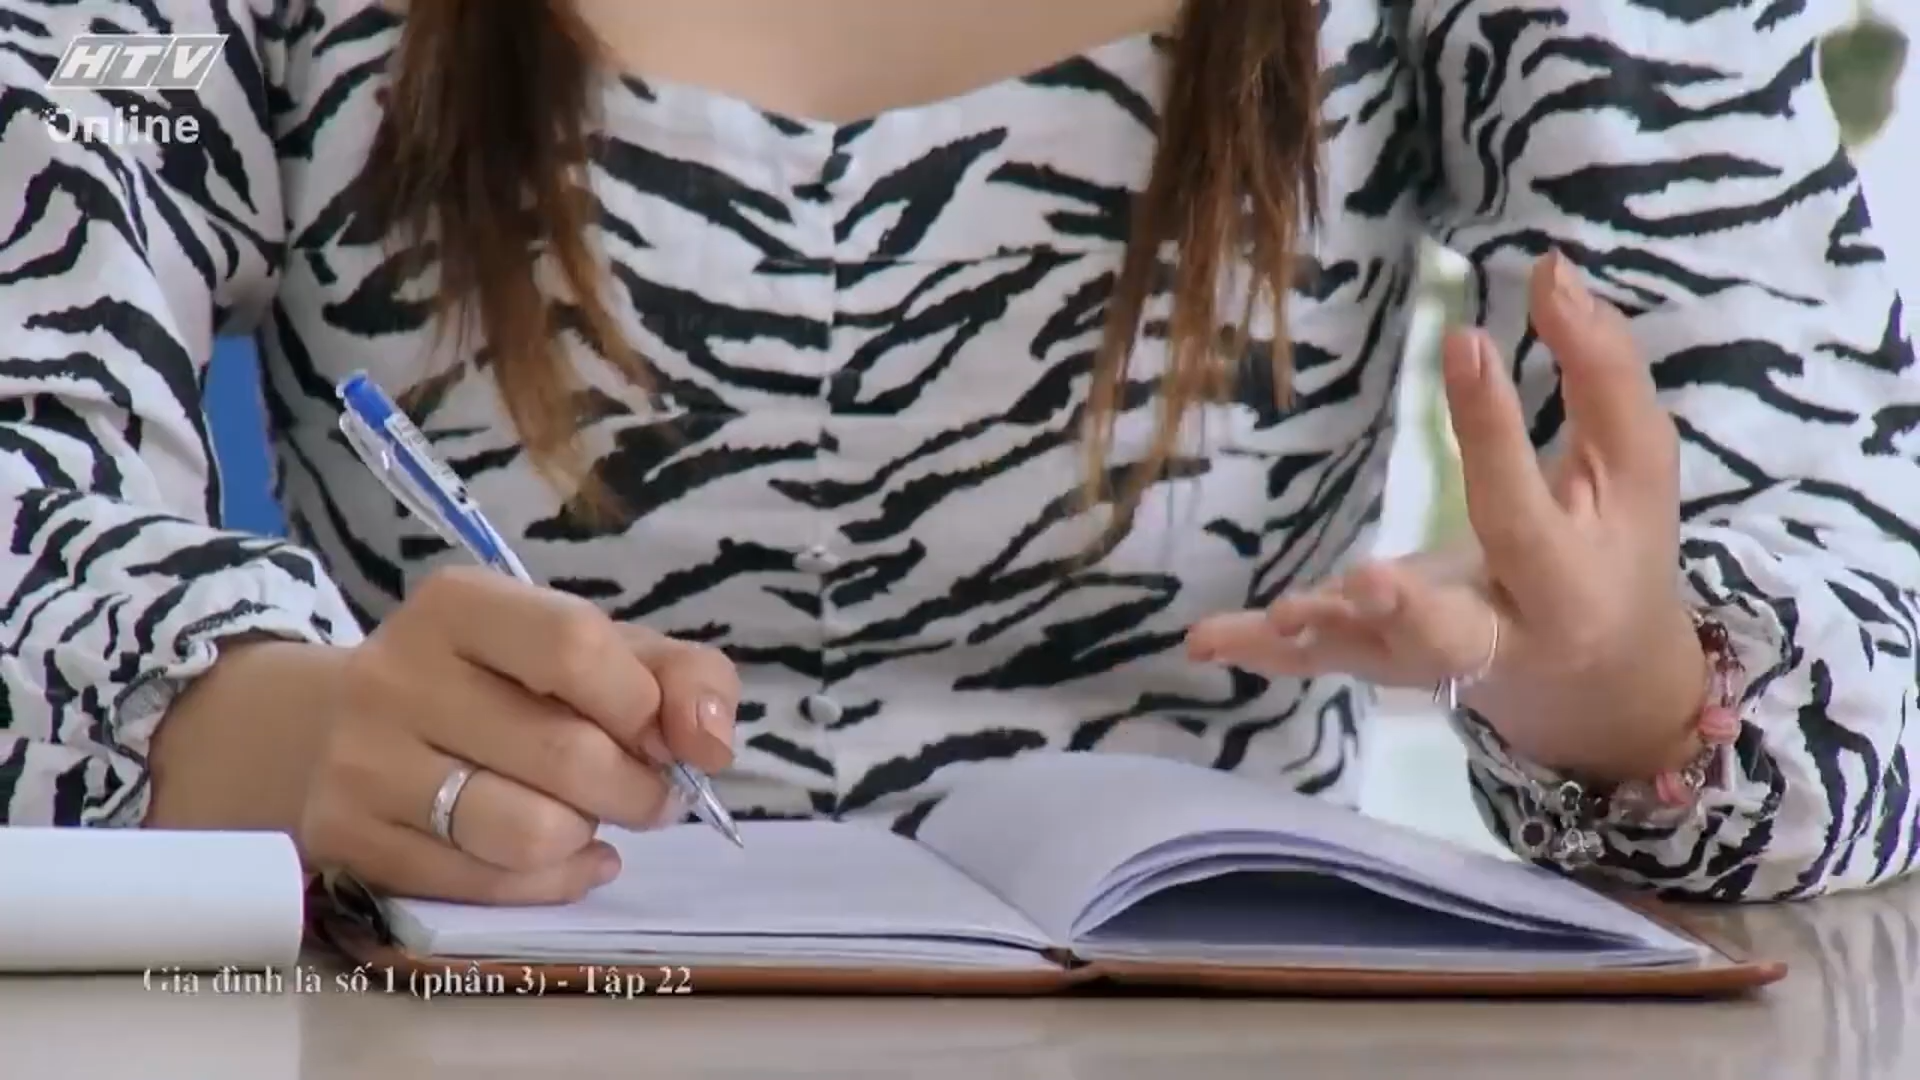 HTV
Online
Gia đình là số 1 (phần 3) - Tập 22